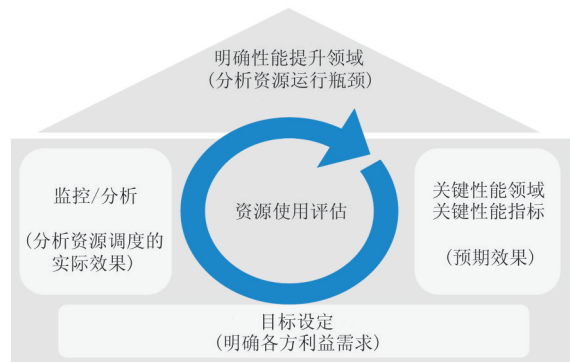 明确性能提升领域
(分析资源运行瓶颈)
监控/分析
(分析资源调度的
实际效果)
资源使用评估
关键性能领域
关键性能指标
(预期效果)
目标设定
(明确各方利益需求)